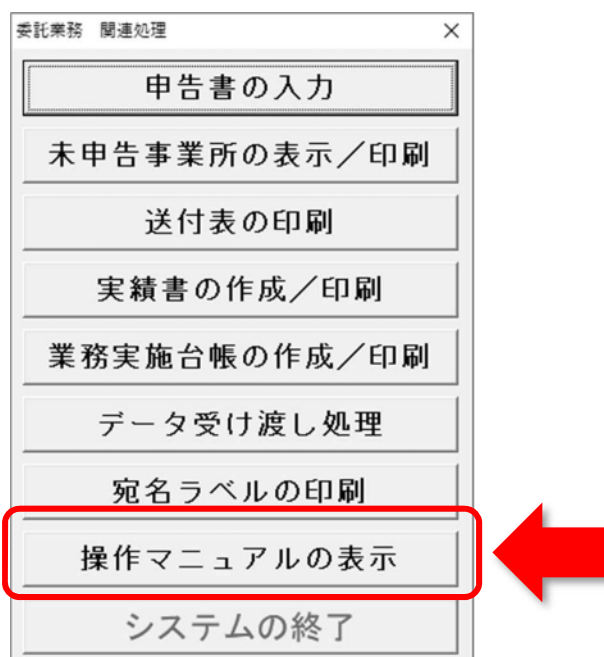 委託業務 関連処理
申告書の入力
未申告事業所の表示／印刷
送付表の印刷
実績書の作成／印刷
業務実施台帳の作成／印刷
データ受け渡し処理
宛名ラベルの印刷
操作マニュアルの表示
システムの終了